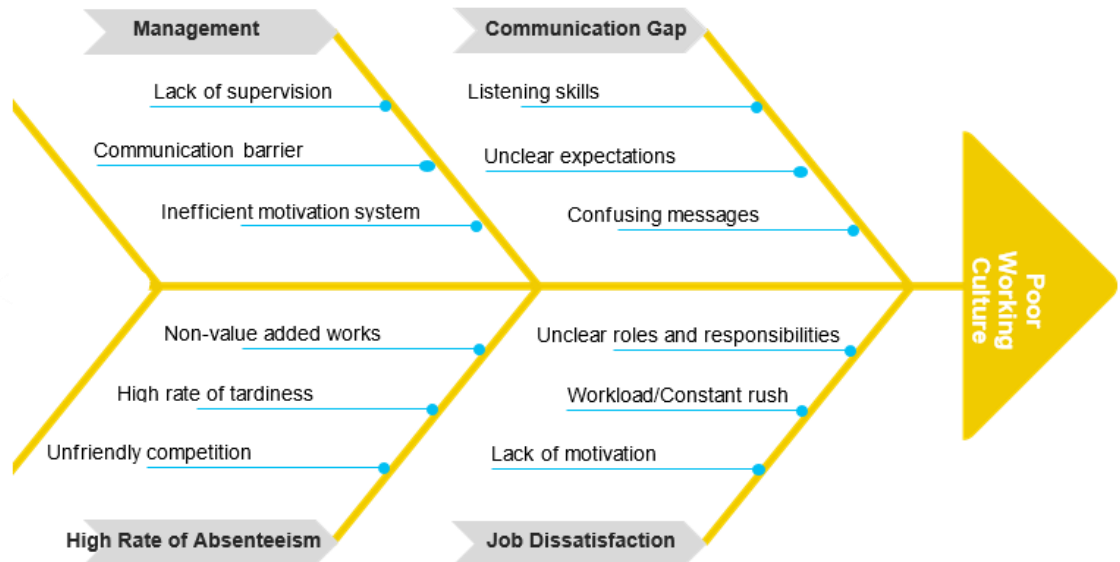 Management
Communication Gap
Lack of supervision
Communication barrier
Inefficient motivation system
Listening skills
Unclear expectations
Confusing messages
Poor
Working
Culture
Non-value added works
High rate of tardiness
Unfriendly competition
Unclear roles and responsibilities
Workload/Constant rush
Lack of motivation
High Rate of Absenteeism
Job Dissatisfaction